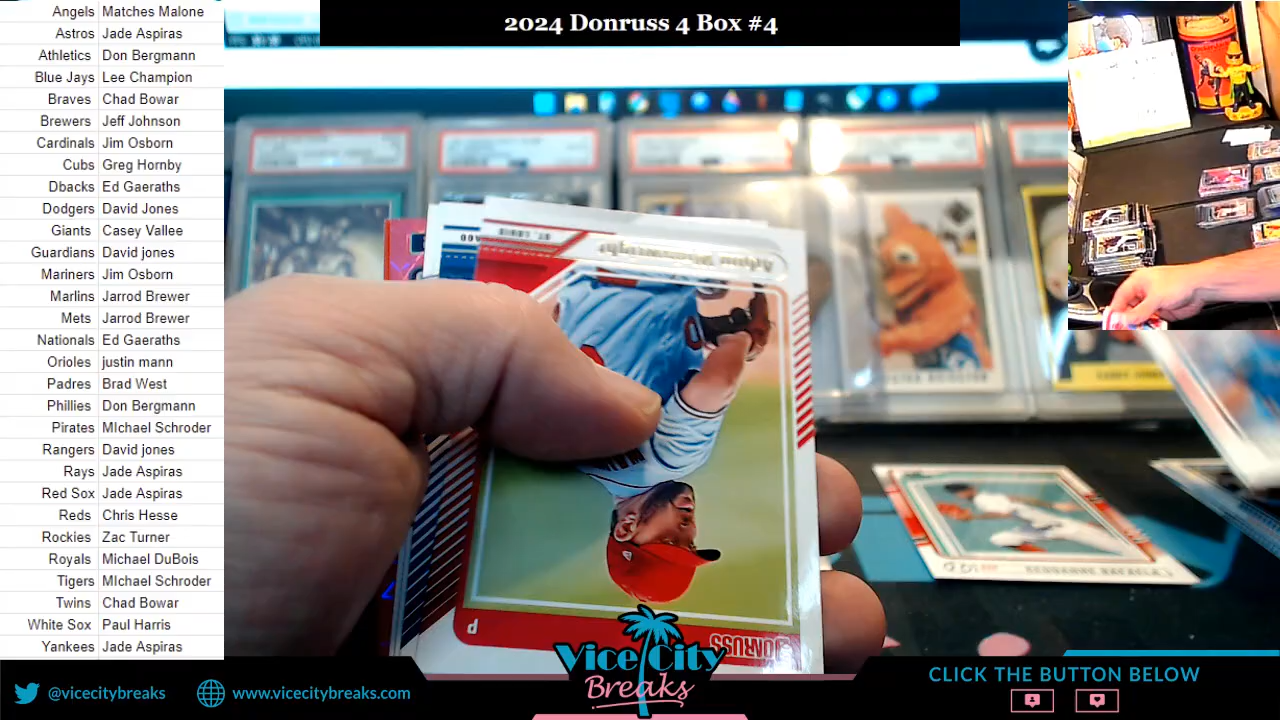 2024 Donruss 4 Box #4
Angels Matches Malone
Astros Jade Aspiras
Athletics Don Bergmann
Blue Jays Lee Champion
Braves Chad Bowar
Brewers Jeff Johnson
Cardinals Jim Osborn
Cubs Greg Hornby
Dbacks Ed Gaeraths
Dodgers David Jones
Giants Casey Vallee
Guardians David jones
Mariners Jim Osborn
Marlins Jarrod Brewer
Mets Jarrod Brewer
Nationals Ed Gaeraths
Orioles justin mann
Padres Brad West
Phillies Don Bergmann
Pirates MIchael Schroder
Rangers David jones
Rays Jade Aspiras
Red Sox Jade Aspiras
Reds Chris Hesse
Rockies Zac Turner
Royals Michael DuBois
Tigers MIchael Schroder
Twins Chad Bowar
White Sox Paul Harris
Yankees Jade Aspiras
ST. LOUIS
Adam Wainwright
P
DONRUSS
Vice City
Breaks
@vicecitybreaks
www.vicecitybreaks.com
CLICK THE BUTTON BELOW